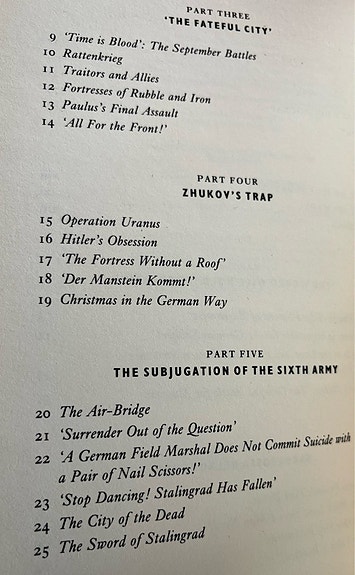 PART THREE
'THE FATEFUL CITY'
9 'Time is Blood': The September Battles
10 Rattenkrieg
11 Traitors and Allies
12 Fortresses of Rubble and Iron
13 Paulus's Final Assault
14 'All For the Front!'
PART FOUR
ZHUKOV'S TRAP
15 Operation Uranus
16 Hitler's Obsession
17 'The Fortress Without a Roof'
18 'Der Manstein Kommt!'
19 Christmas in the German Way
PART FIVE
THE SUBJUGATION OF THE SIXTH ARMY
20 The Air-Bridge
21 'Surrender Out of the Question'
22 'A German Field Marshal Does Not Commit Suicide with
a Pair of Nail Scissors!'
23 'Stop Dancing! Stalingrad Has Fallen'
24 The City of the Dead
25 The Sword of Stalingrad